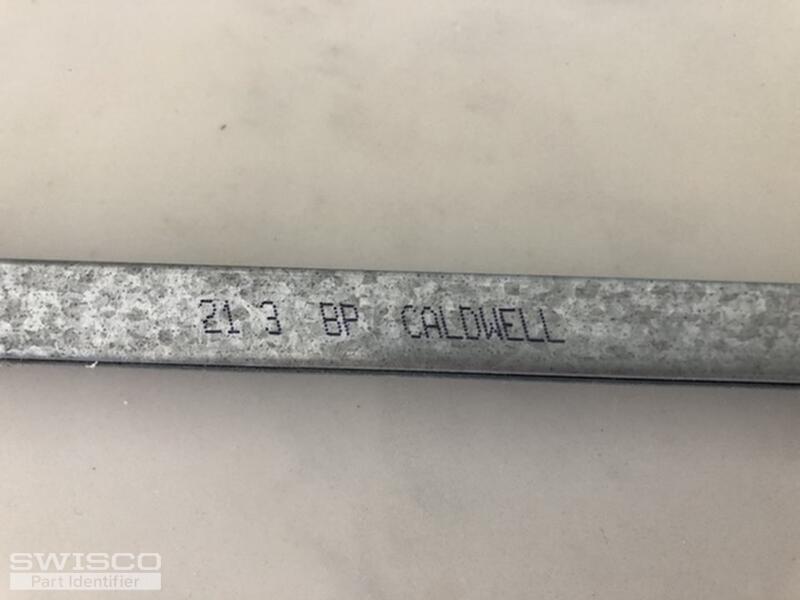 21 3 BP CALDWELL
SWISCO
Part Identifier